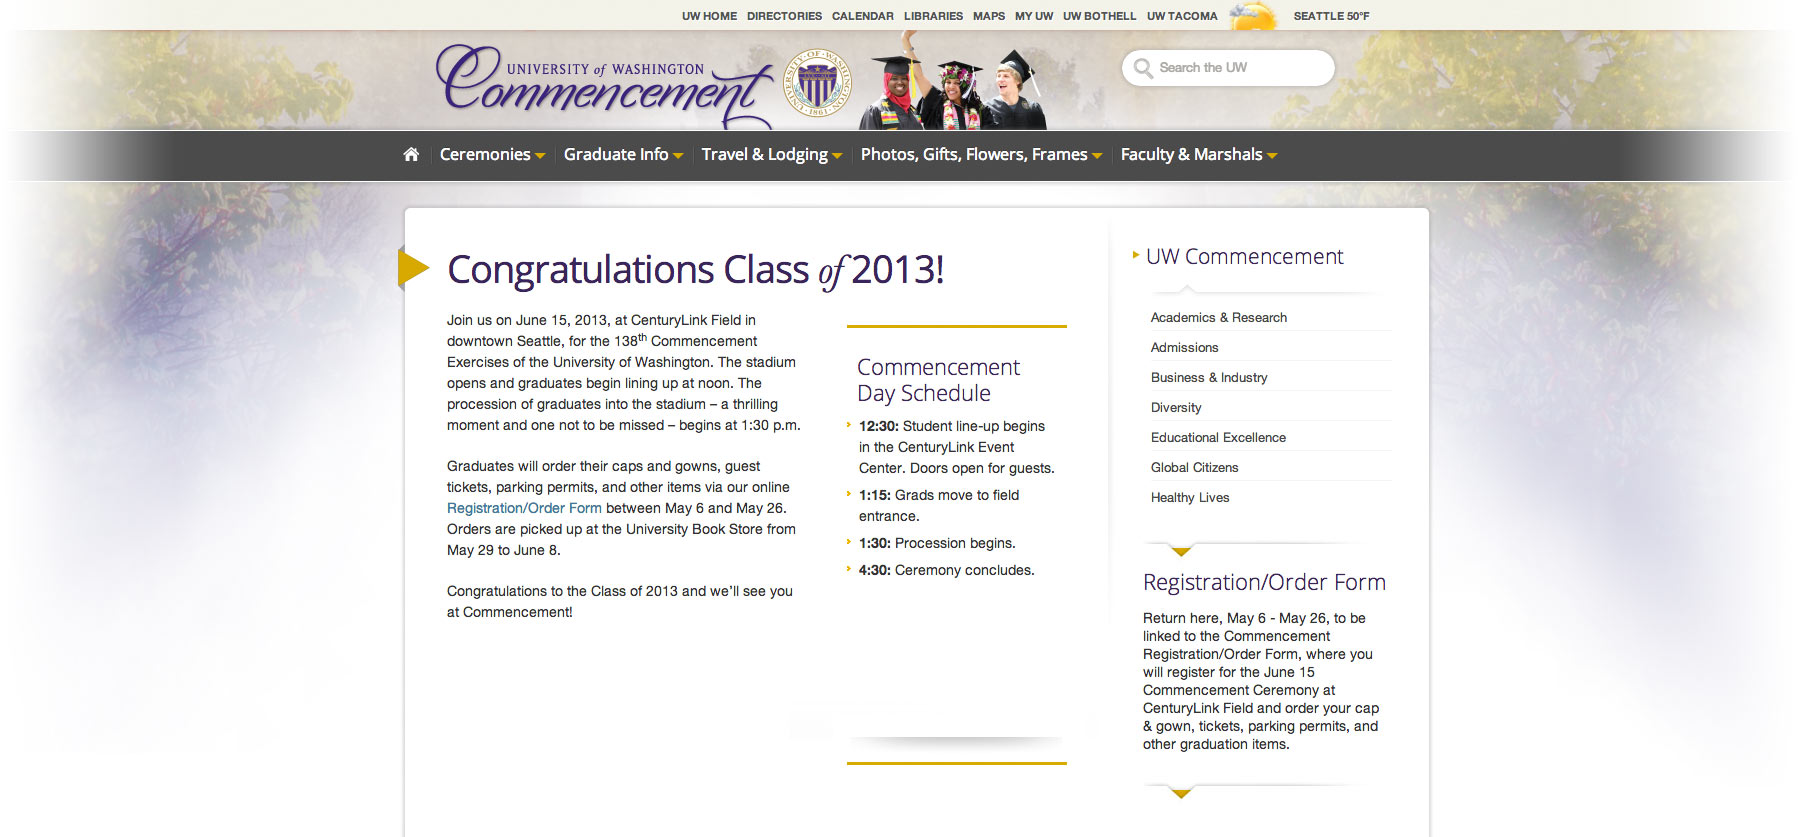 UW HOME DIRECTORIES CALENDAR LIBRARIES MAPS MY UW UW BOTHELL UW TACOMA SEATTLE 50°F
UNIVERSITY of WASHINGTON
Commencement
UNIVERSITY OF WASHINGTON
1861
Search the UW
Ceremonies Graduate Info Travel & Lodging Photos, Gifts, Flowers, Frames Faculty & Marshals
Congratulations Class of 2013!
Join us on June 15, 2013, at CenturyLink Field in
downtown Seattle, for the 138th Commencement
Exercises of the University of Washington. The stadium
opens and graduates begin lining up at noon. The
procession of graduates into the stadium – a thrilling
moment and one not to be missed – begins at 1:30 p.m.
Graduates will order their caps and gowns, guest
tickets, parking permits, and other items via our online
Registration/Order Form between May 6 and May 26.
Orders are picked up at the University Book Store from
May 29 to June 8.
Congratulations to the Class of 2013 and we'll see you
at Commencement!
Commencement
Day Schedule
12:30: Student line-up begins
in the CenturyLink Event
Center. Doors open for guests.
1:15: Grads move to field
entrance.
1:30: Procession begins.
4:30: Ceremony concludes.
UW Commencement
Academics & Research
Admissions
Business & Industry
Diversity
Educational Excellence
Global Citizens
Healthy Lives
Registration/Order Form
Return here, May 6 - May 26, to be
linked to the Commencement
Registration/Order Form, where you
will register for the June 15
Commencement Ceremony at
CenturyLink Field and order your cap
& gown, tickets, parking permits, and
other graduation items.